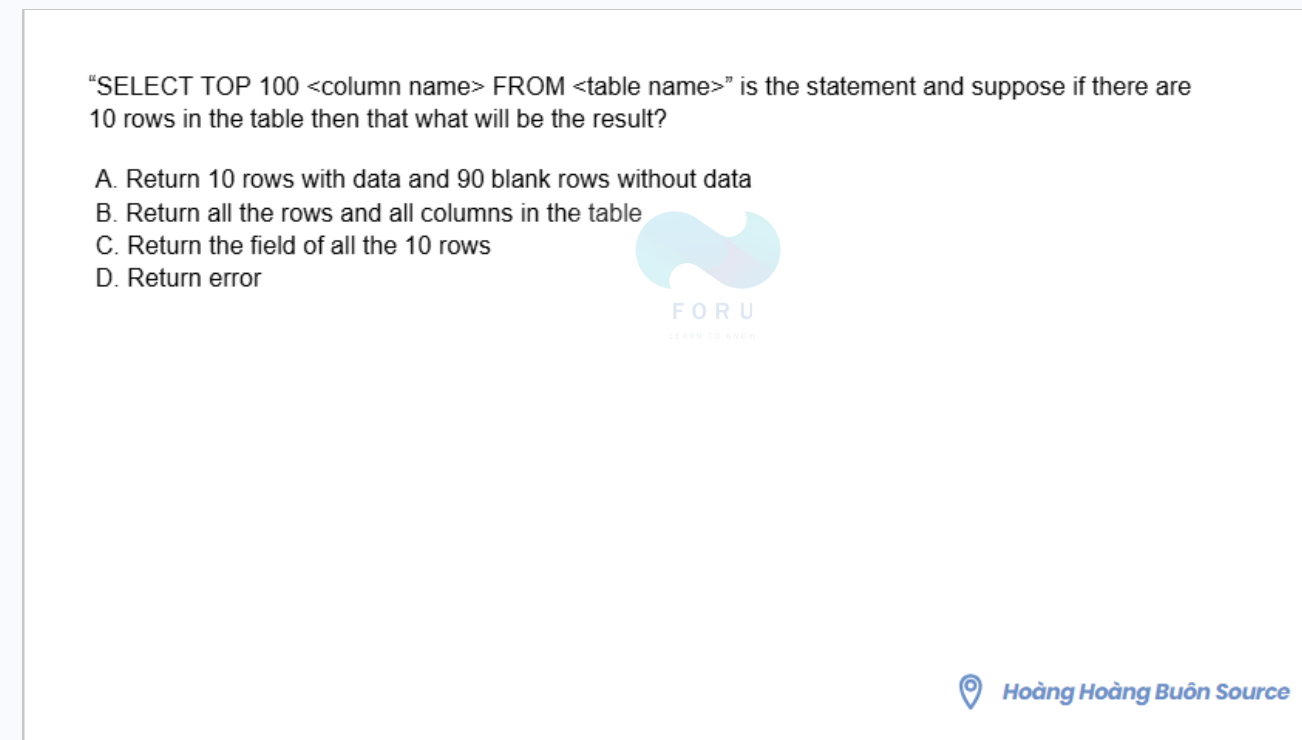 “SELECT TOP 100 <column name> FROM <table name>” is the statement and suppose if there are
10 rows in the table then that what will be the result?
A. Return 10 rows with data and 90 blank rows without data
B. Return all the rows and all columns in the table
C. Return the field of all the 10 rows
D. Return error
FORU
LEARN TO KNOW
Hoàng Hoàng Buôn Source